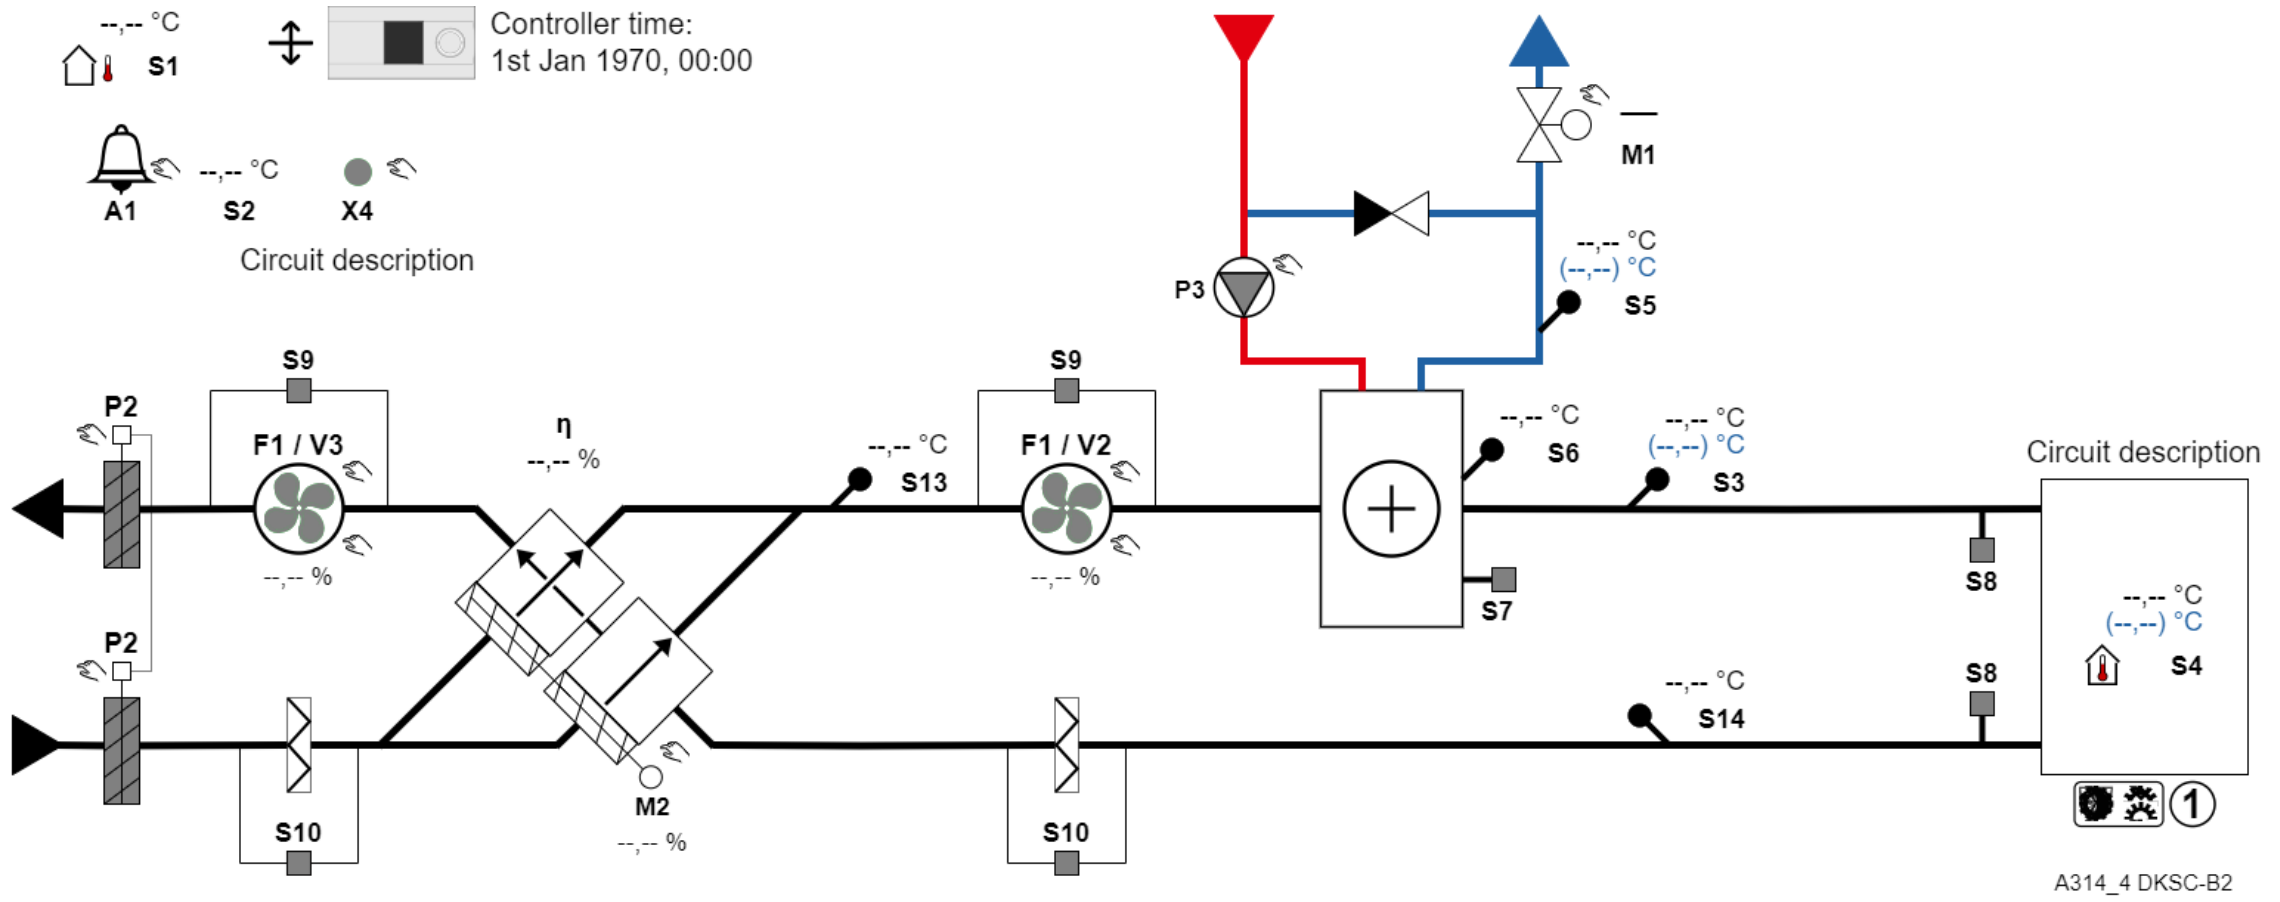 --,-- °C
S1
Controller time:
1st Jan 1970, 00:00
A1
--,-- °C
S2
X4
Circuit description
M1
--,-- °C
(--,--) °C
S5
P3
S9
P2
F1 / V3
--,-- %
η
--,-- %
--,-- °C
S13
S9
F1 / V2
--,-- %
--,-- °C
S6
--,-- °C
(--,--) °C
S3
S7
S8
Circuit description
--,-- °C
(--,--) °C
S4
P2
S10
M2
--,-- %
S10
--,-- °C
S14
S8
1
A314_4 DKSC-B2